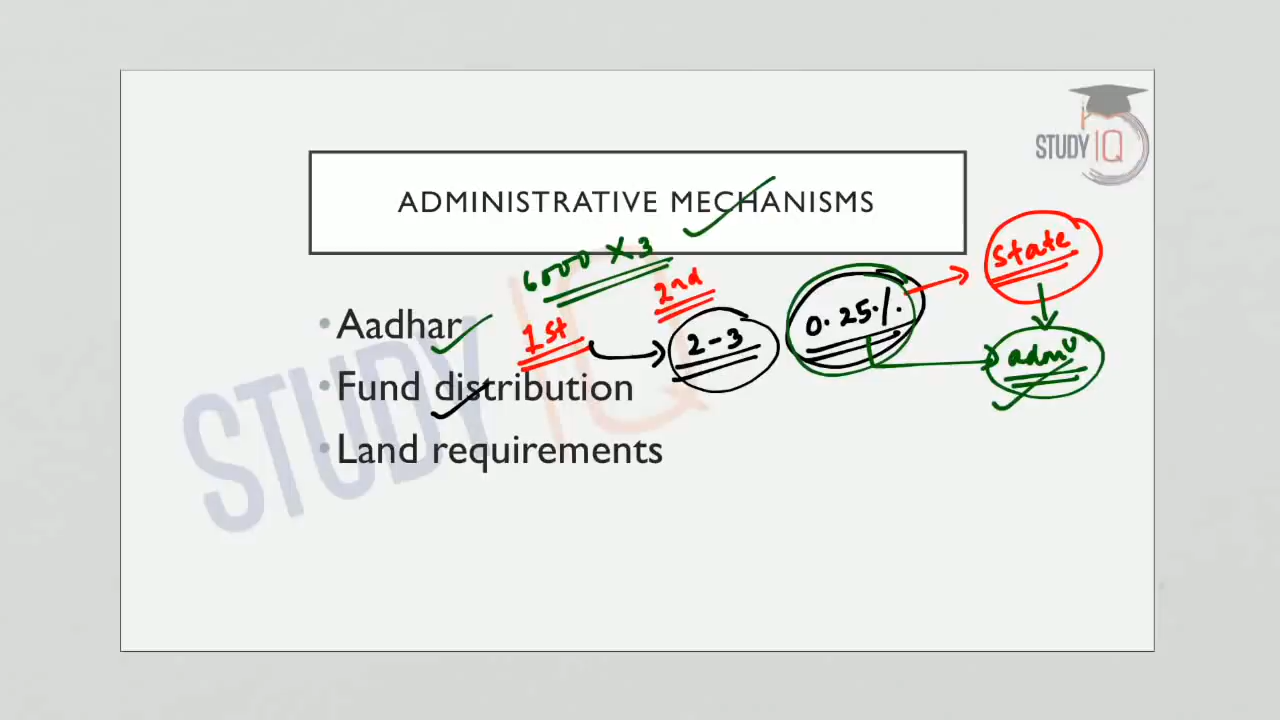 STUDY IQ
ADMINISTRATIVE MECHANISMS
6000 X 3
State
2nd
0.25%
Aadhar
1st
2-3
admn
Fund distribution
Land requirements
STUDY IQ